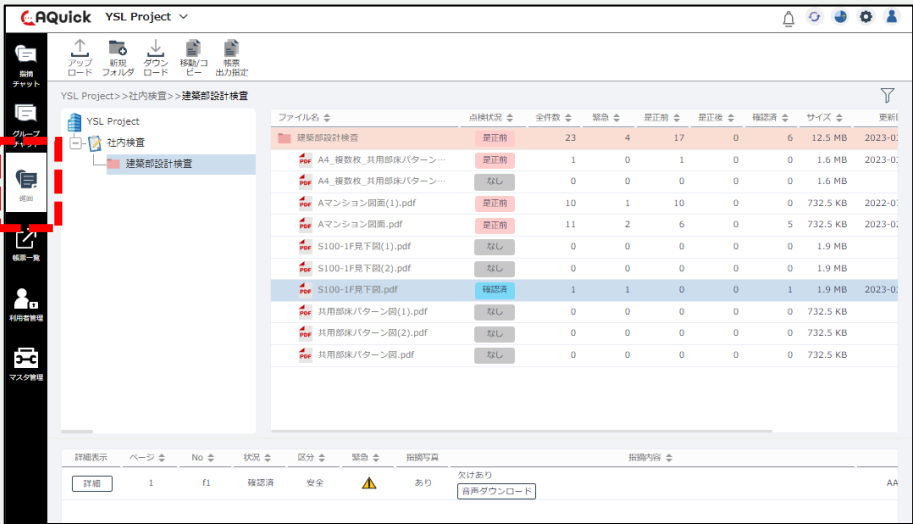 AQuick YSL Project
アップロード 新規フォルダ ダウンロード 移動/コピー 帳票出力指定
指摘チャット
グループチャット
巡回
帳票一覧
利用者管理
マスタ管理
YSL Project>>社内検査>>建築部設計検査
YSL Project
社内検査
建築部設計検査
ファイル名 点検状況 全件数 緊急 是正前 是正後 確認済 サイズ 更新
建築部設計検査 是正前 23 4 17 0 6 12.5 MB 2023-0
A4_複数枚_共用部床パターン… 是正前 1 0 1 0 0 1.6 MB 2023-0
A4_複数枚_共用部床パターン… なし 0 0 0 0 0 1.6 MB
Aマンション図面(1).pdf 是正前 10 1 10 0 0 732.5 KB 2022-0
Aマンション図面.pdf 是正前 11 2 6 0 5 732.5 KB 2023-0
S100-1F見下図(1).pdf なし 0 0 0 0 0 1.9 MB
S100-1F見下図(2).pdf なし 0 0 0 0 0 1.9 MB
S100-1F見下図.pdf 確認済 1 1 0 0 1 1.9 MB 2023-0
共用部床パターン図(1).pdf なし 0 0 0 0 0 732.5 KB
共用部床パターン図(2).pdf なし 0 0 0 0 0 732.5 KB
共用部床パターン図.pdf なし 0 0 0 0 0 732.5 KB
詳細表示 ページ No 状況 区分 緊急 指摘写真 指摘内容
詳細 1 f1 確認済 安全 あり 欠けあり AA
音声ダウンロード